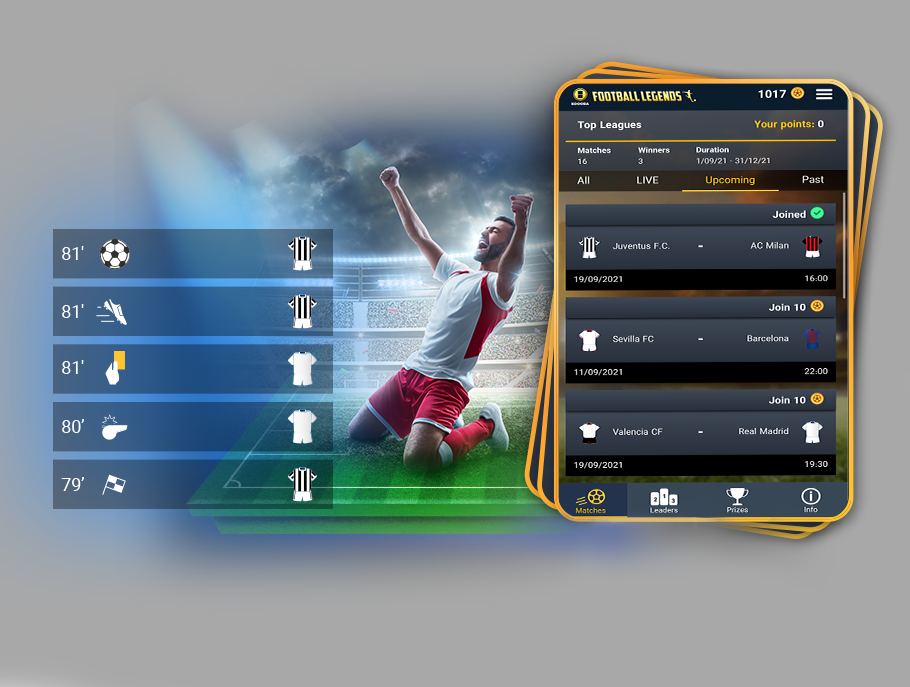 81'
81'
81'
80'
79'
KOOORA FOOTBALL LEGENDS 1017
Top Leagues Your points: 0
Matches Winners Duration
16 3 1/09/21 - 31/12/21
All LIVE Upcoming Past
Joined
Juventus F.C. - AC Milan
19/09/2021 16:00
Join 10
Sevilla FC - Barcelona
11/09/2021 22:00
Join 10
Valencia CF - Real Madrid
19/09/2021 19:30
2 1 3
Matches Leaders Prizes Info